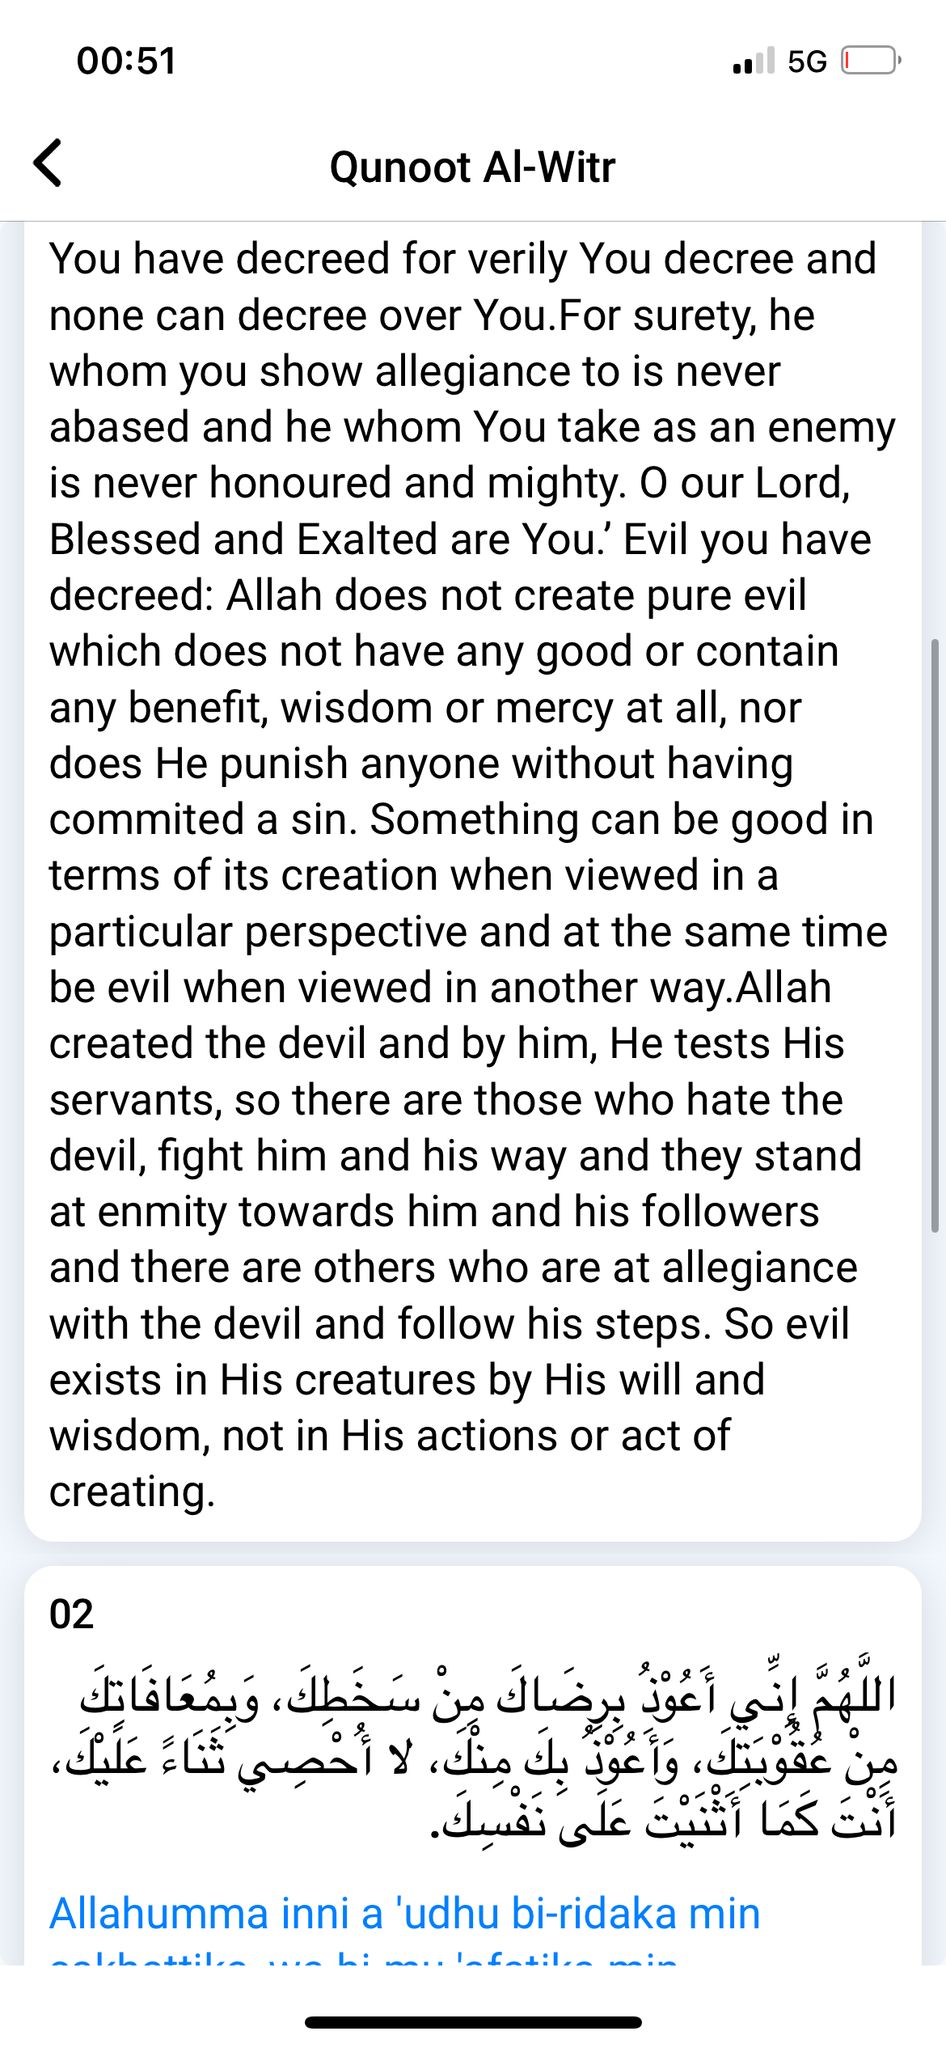 00:51
5G
Qunoot Al-Witr
You have decreed for verily You decree and
none can decree over You.For surety, he
whom you show allegiance to is never
abased and he whom You take as an enemy
is never honoured and mighty. O our Lord,
Blessed and Exalted are You.’ Evil you have
decreed: Allah does not create pure evil
which does not have any good or contain
any benefit, wisdom or mercy at all, nor
does He punish anyone without having
commited a sin. Something can be good in
terms of its creation when viewed in a
particular perspective and at the same time
be evil when viewed in another way.Allah
created the devil and by him, He tests His
servants, so there are those who hate the
devil, fight him and his way and they stand
at enmity towards him and his followers
and there are others who are at allegiance
with the devil and follow his steps. So evil
exists in His creatures by His will and
wisdom, not in His actions or act of
creating.
02
اللَّهُمَّ إِنِّي أَعُوْذُ بِرِضَاكَ مِنْ سَخَطِكَ، وَبِمُعَافَاتِكَ
مِنْ عُقُوْبَتِكَ، وَأَعُوْذُ بِكَ مِنْكَ، لا أُحْصِي ثَنَاءً عَلَيْكَ،
أَنْتَ كَمَا أَثْنَيْتَ عَلَى نَفْسِكَ.
Allahumma inni a 'udhu bi-ridaka min